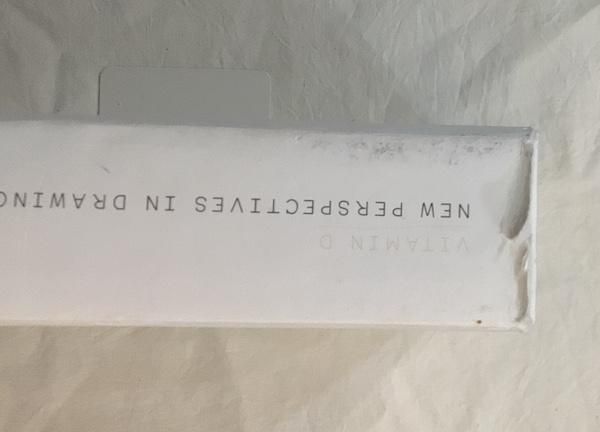 VITAMIN D
NEW PERSPECTIVES IN DRAWING